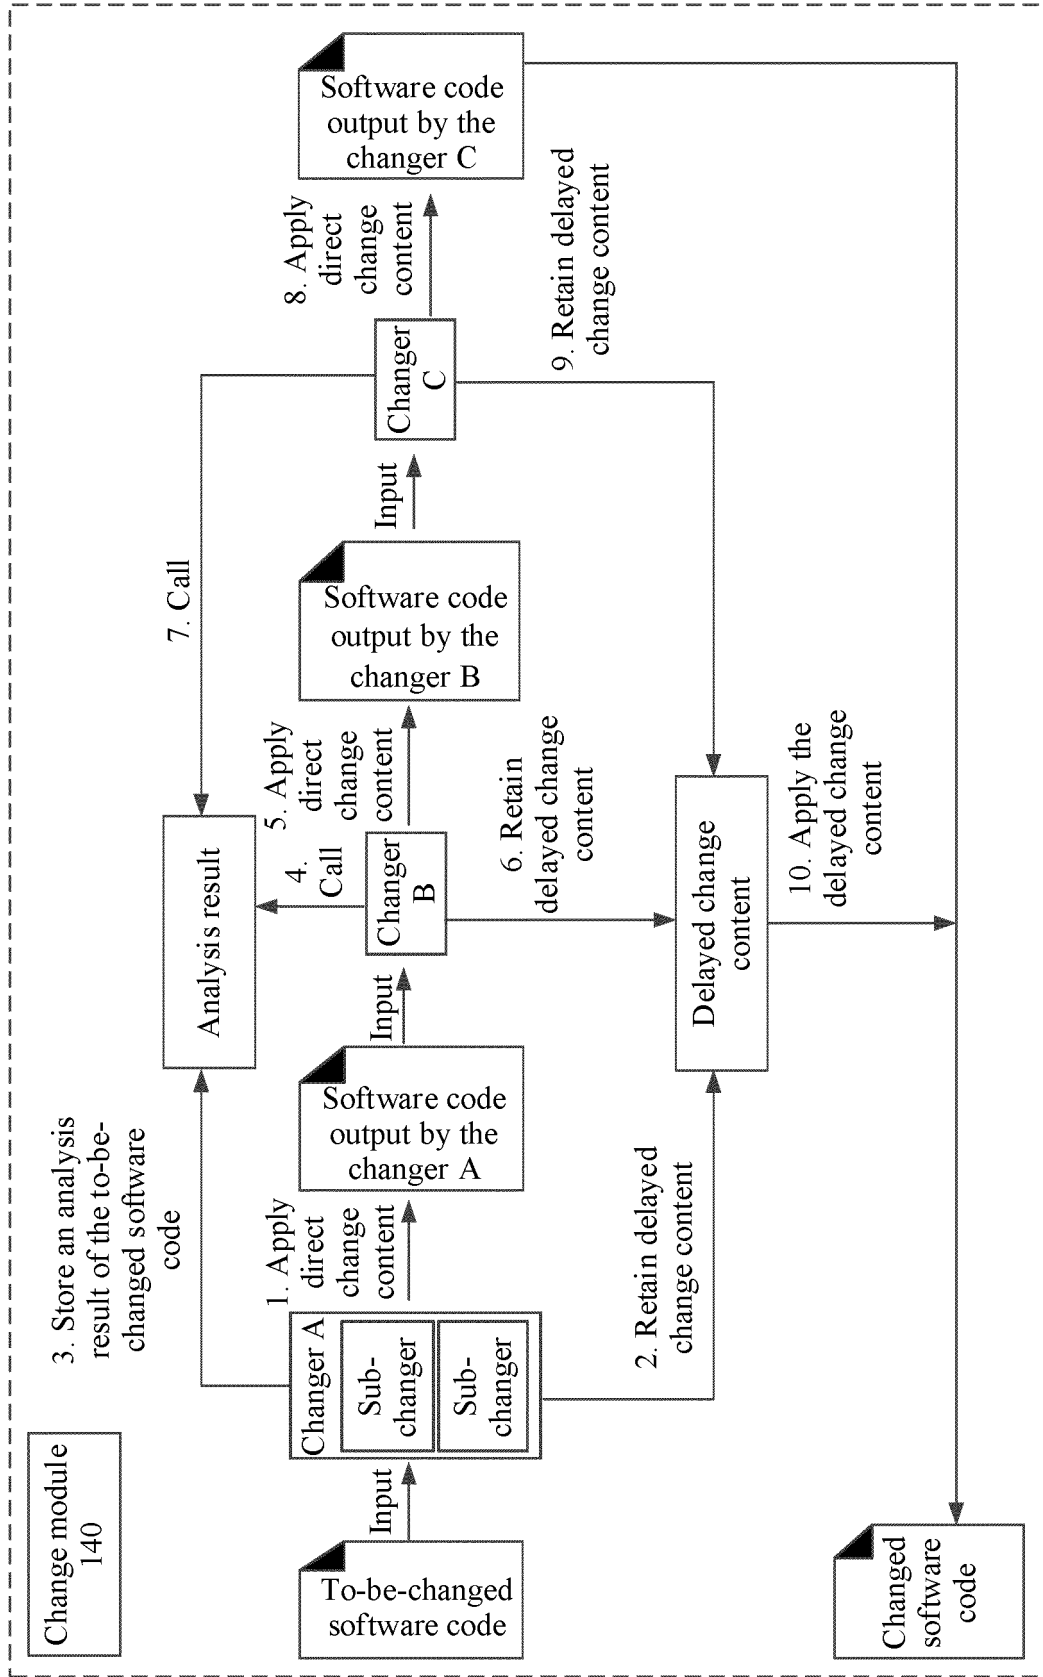 Change module
140
To-be-changed
software code
Input
Changer A
Sub-
changer
Sub-
changer
3. Store an analysis
result of the to-be-
changed software
code
1. Apply
direct
change
content
2. Retain delayed
change content
Software code
output by the
changer A
Input
Analysis result
4.
Call
Changer
B
5. Apply
direct
change
content
6. Retain
delayed change
content
Delayed change
content
Software code
output by the
changer B
7. Call
Input
Changer
C
8. Apply
direct
change
content
9. Retain delayed
change content
Software code
output by the
changer C
10. Apply the
delayed change
content
Changed
software
code